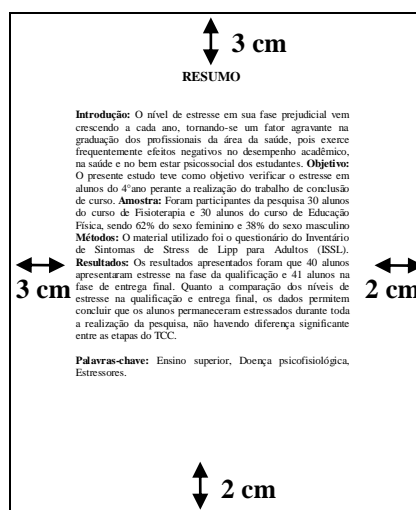 3 cm
RESUMO
Introdução: O nível de estresse em sua fase prejudicial vem
crescendo a cada ano, tornando-se um fator agravante na
graduação dos profissionais da área da saúde, pois exerce
frequentemente efeitos negativos no desempenho acadêmico,
na saúde e no bem estar psicossocial dos estudantes. Objetivo:
O presente estudo teve como objetivo verificar o estresse em
alunos do 4°ano perante a realização do trabalho de conclusão
de curso. Amostra: Foram participantes da pesquisa 30 alunos
do curso de Fisioterapia e 30 alunos do curso de Educação
Física, sendo 62% do sexo feminino e 38% do sexo masculino
Métodos: O material utilizado foi o questionário do Inventário
de Sintomas de Stress de Lipp para Adultos (ISSL).
Resultados: Os resultados apresentados foram que 40 alunos
apresentaram estresse na fase da qualificação e 41 alunos na
fase de entrega final. Quanto a comparação dos níveis de
estresse na qualificação e entrega final, os dados permitem
concluir que os alunos permaneceram estressados durante toda
a realização da pesquisa, não havendo diferença significante
entre as etapas do TCC.
3 cm
2 cm
Palavras-chave: Ensino superior, Doença psicofisiológica,
Estressores.
2 cm